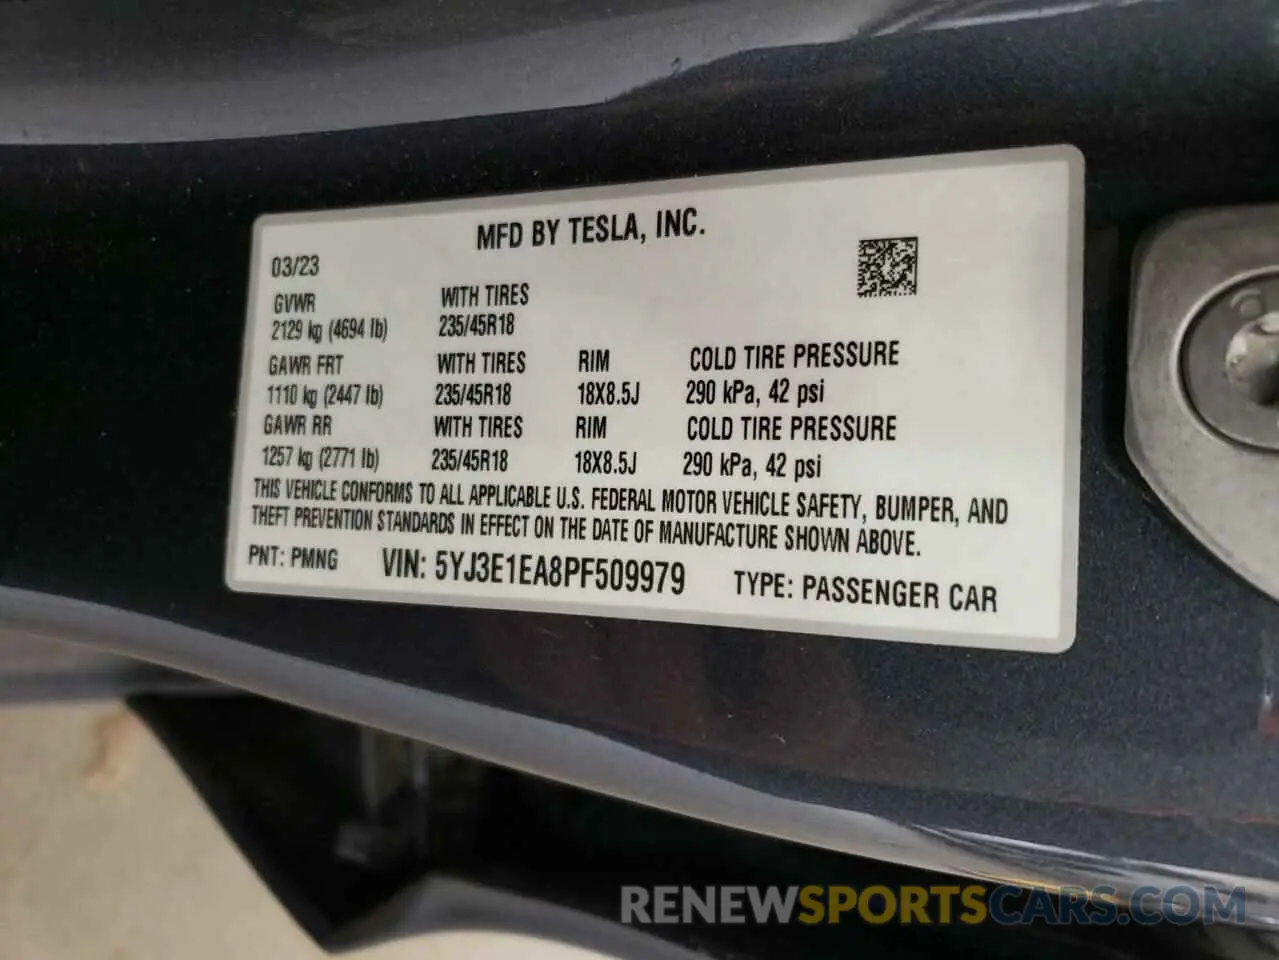 MFD BY TESLA, INC.
03/23
GVWR WITH TIRES
2129 kg (4694 lb) 235/45R18
GAWR FRT WITH TIRES RIM COLD TIRE PRESSURE
1110 kg (2447 lb) 235/45R18 18X8.5J 290 kPa, 42 psi
GAWR RR WITH TIRES RIM COLD TIRE PRESSURE
1257 kg (2771 lb) 235/45R18 18X8.5J 290 kPa, 42 psi
THIS VEHICLE CONFORMS TO ALL APPLICABLE U.S. FEDERAL MOTOR VEHICLE SAFETY, BUMPER, AND
THEFT PREVENTION STANDARDS IN EFFECT ON THE DATE OF MANUFACTURE SHOWN ABOVE.
PNT: PMNG VIN: 5YJ3E1EA8PF509979 TYPE: PASSENGER CAR
RENEWSPORTSCARS.COM